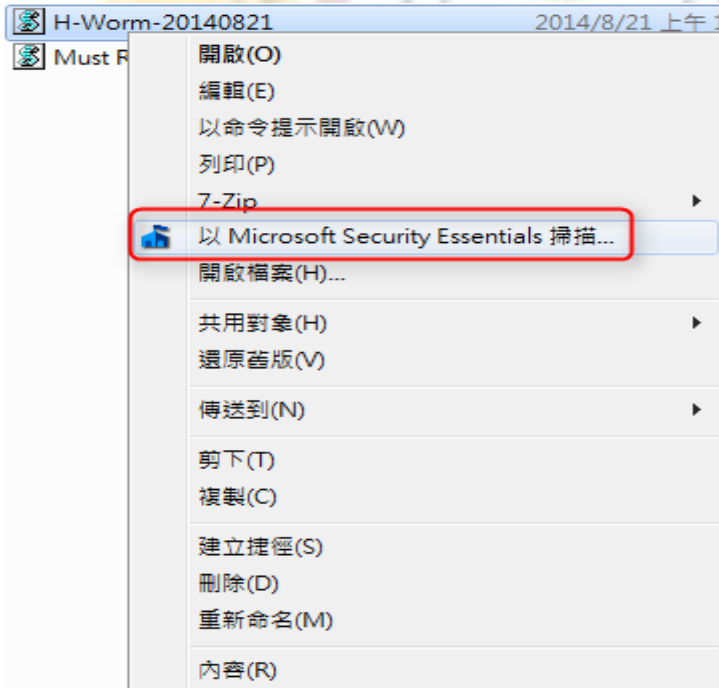 H-Worm-20140821 2014/8/21 上午 1
Must R
開啟(O)
編輯(E)
以命令提示開啟(W)
列印(P)
7-Zip
以 Microsoft Security Essentials 掃描...
開啟檔案(H)...
共用對象(H)
還原舊版(V)
傳送到(N)
剪下(T)
複製(C)
建立捷徑(S)
刪除(D)
重新命名(M)
內容(R)